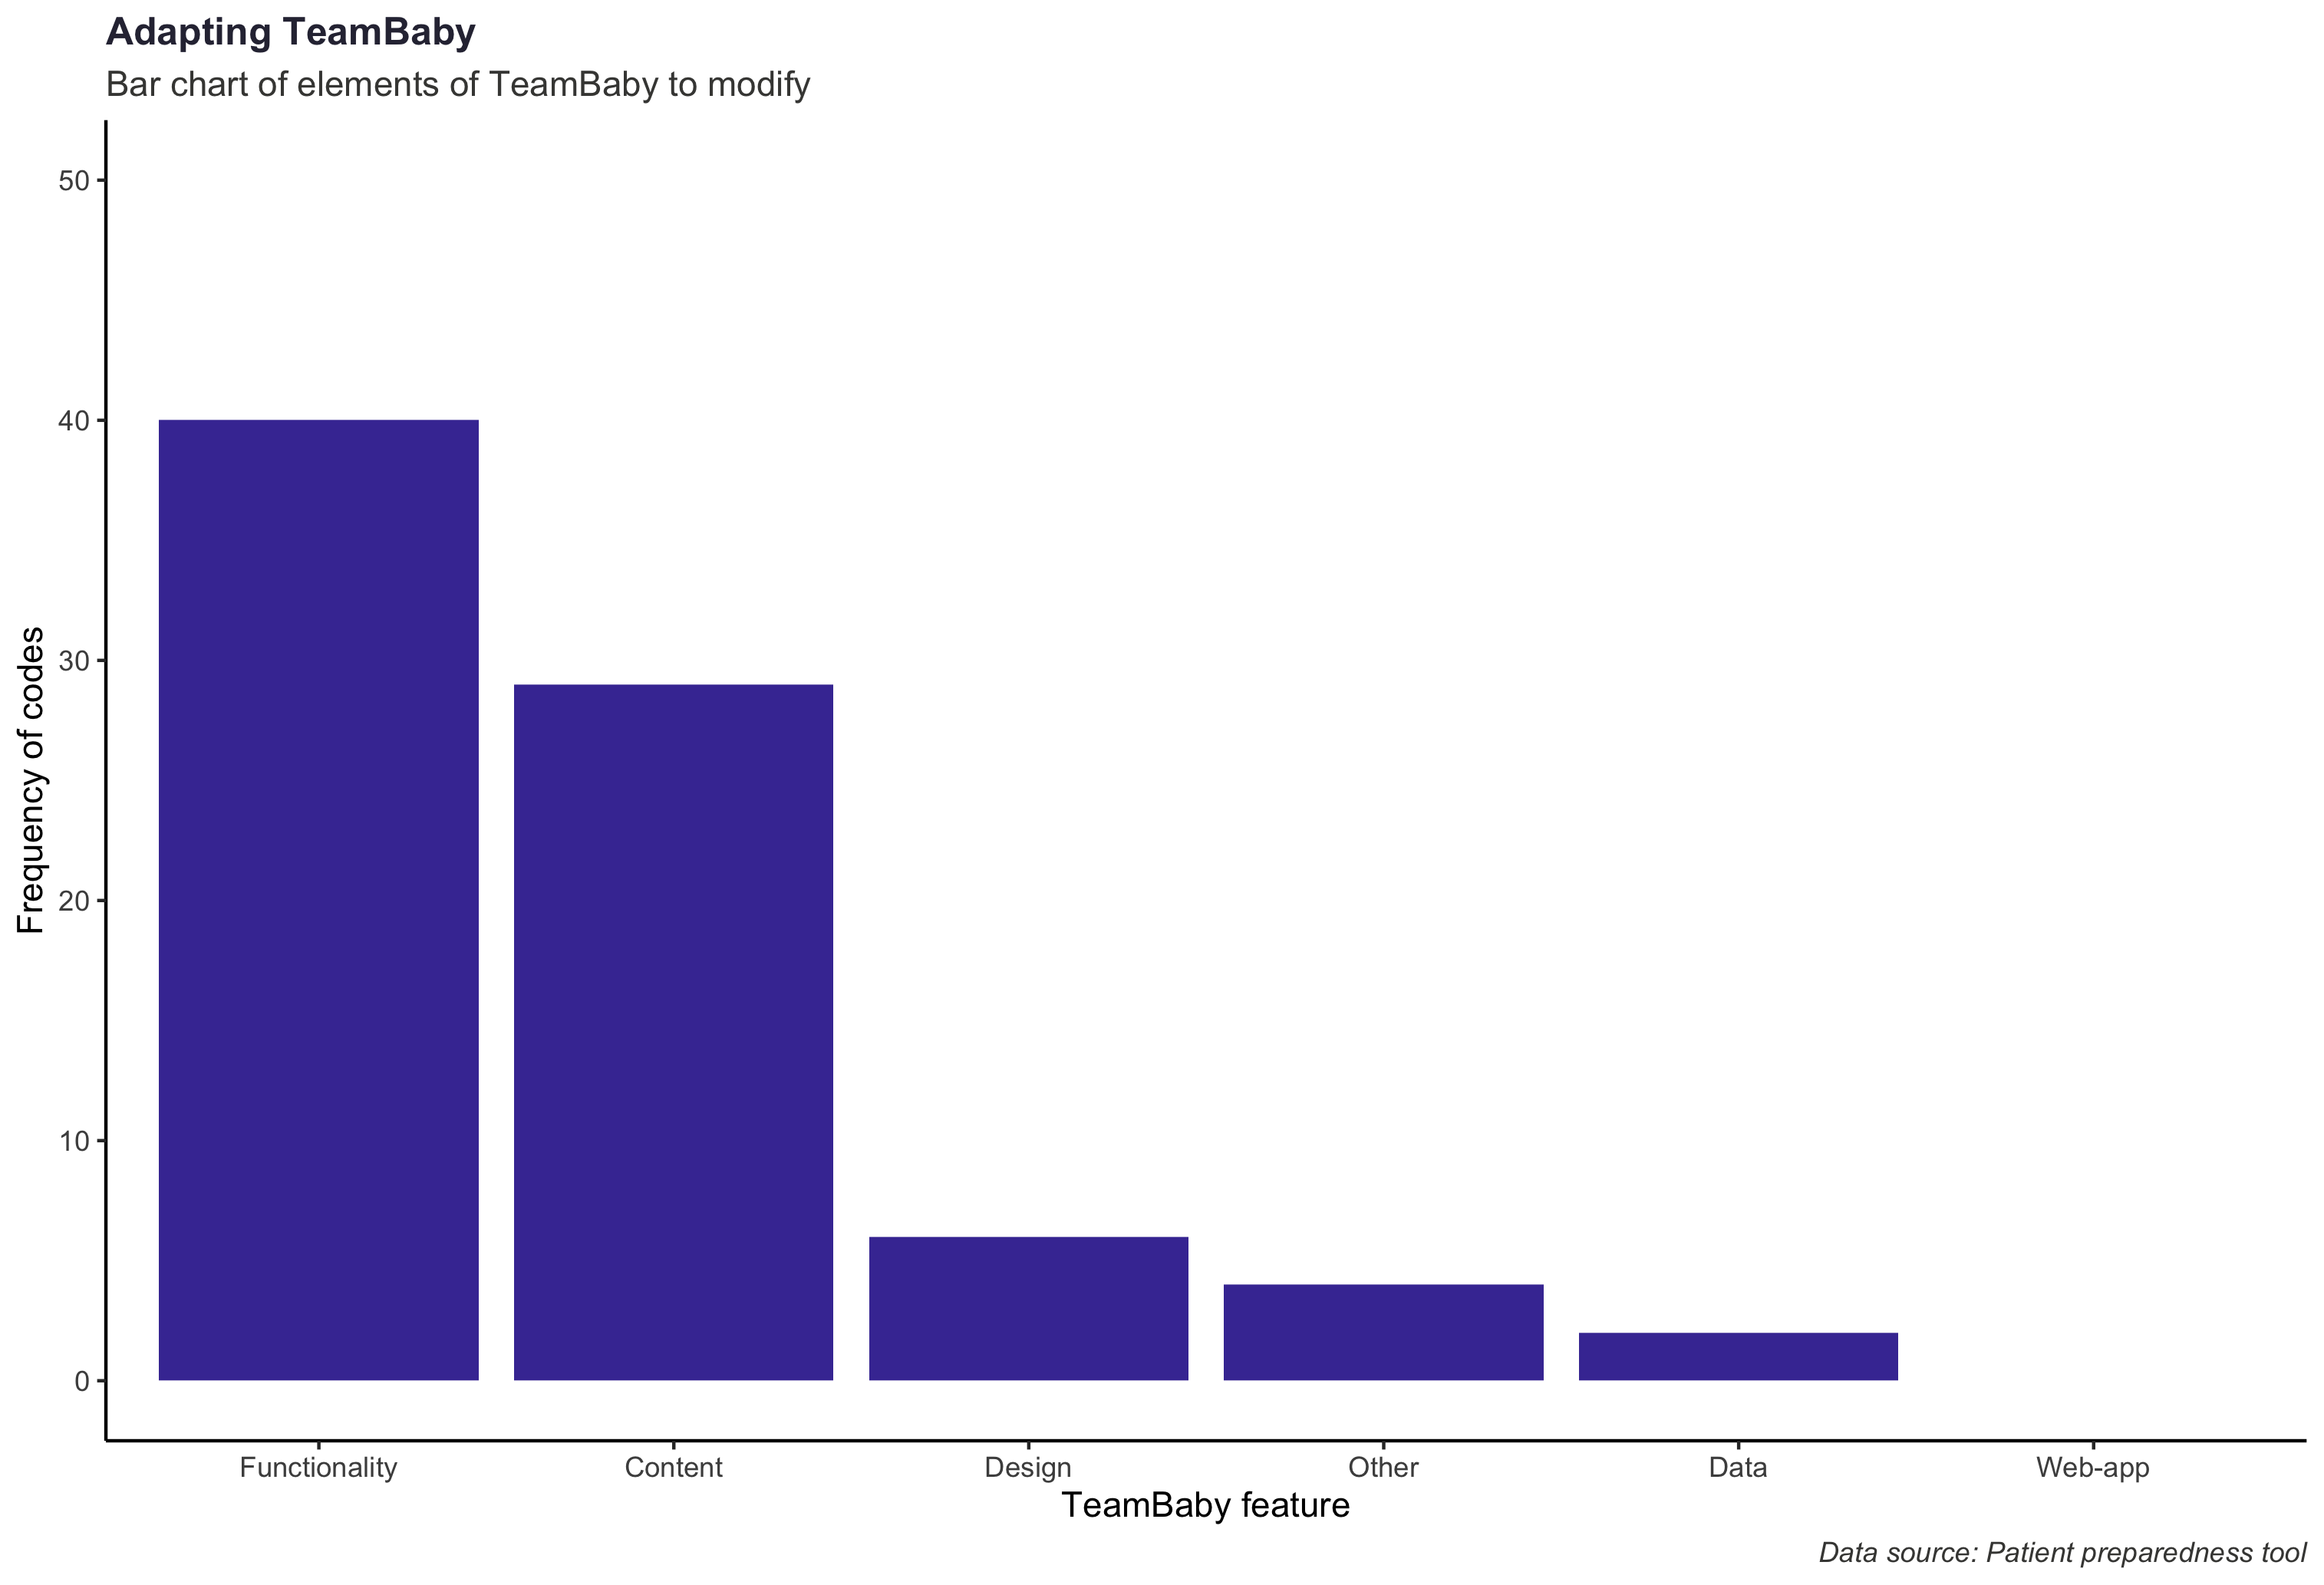 Adapting TeamBaby
Bar chart of elements of TeamBaby to modify
Frequency of codes
50
40
30
20
10
0
Functionality Content Design Other Data Web-app
TeamBaby feature
Data source: Patient preparedness tool